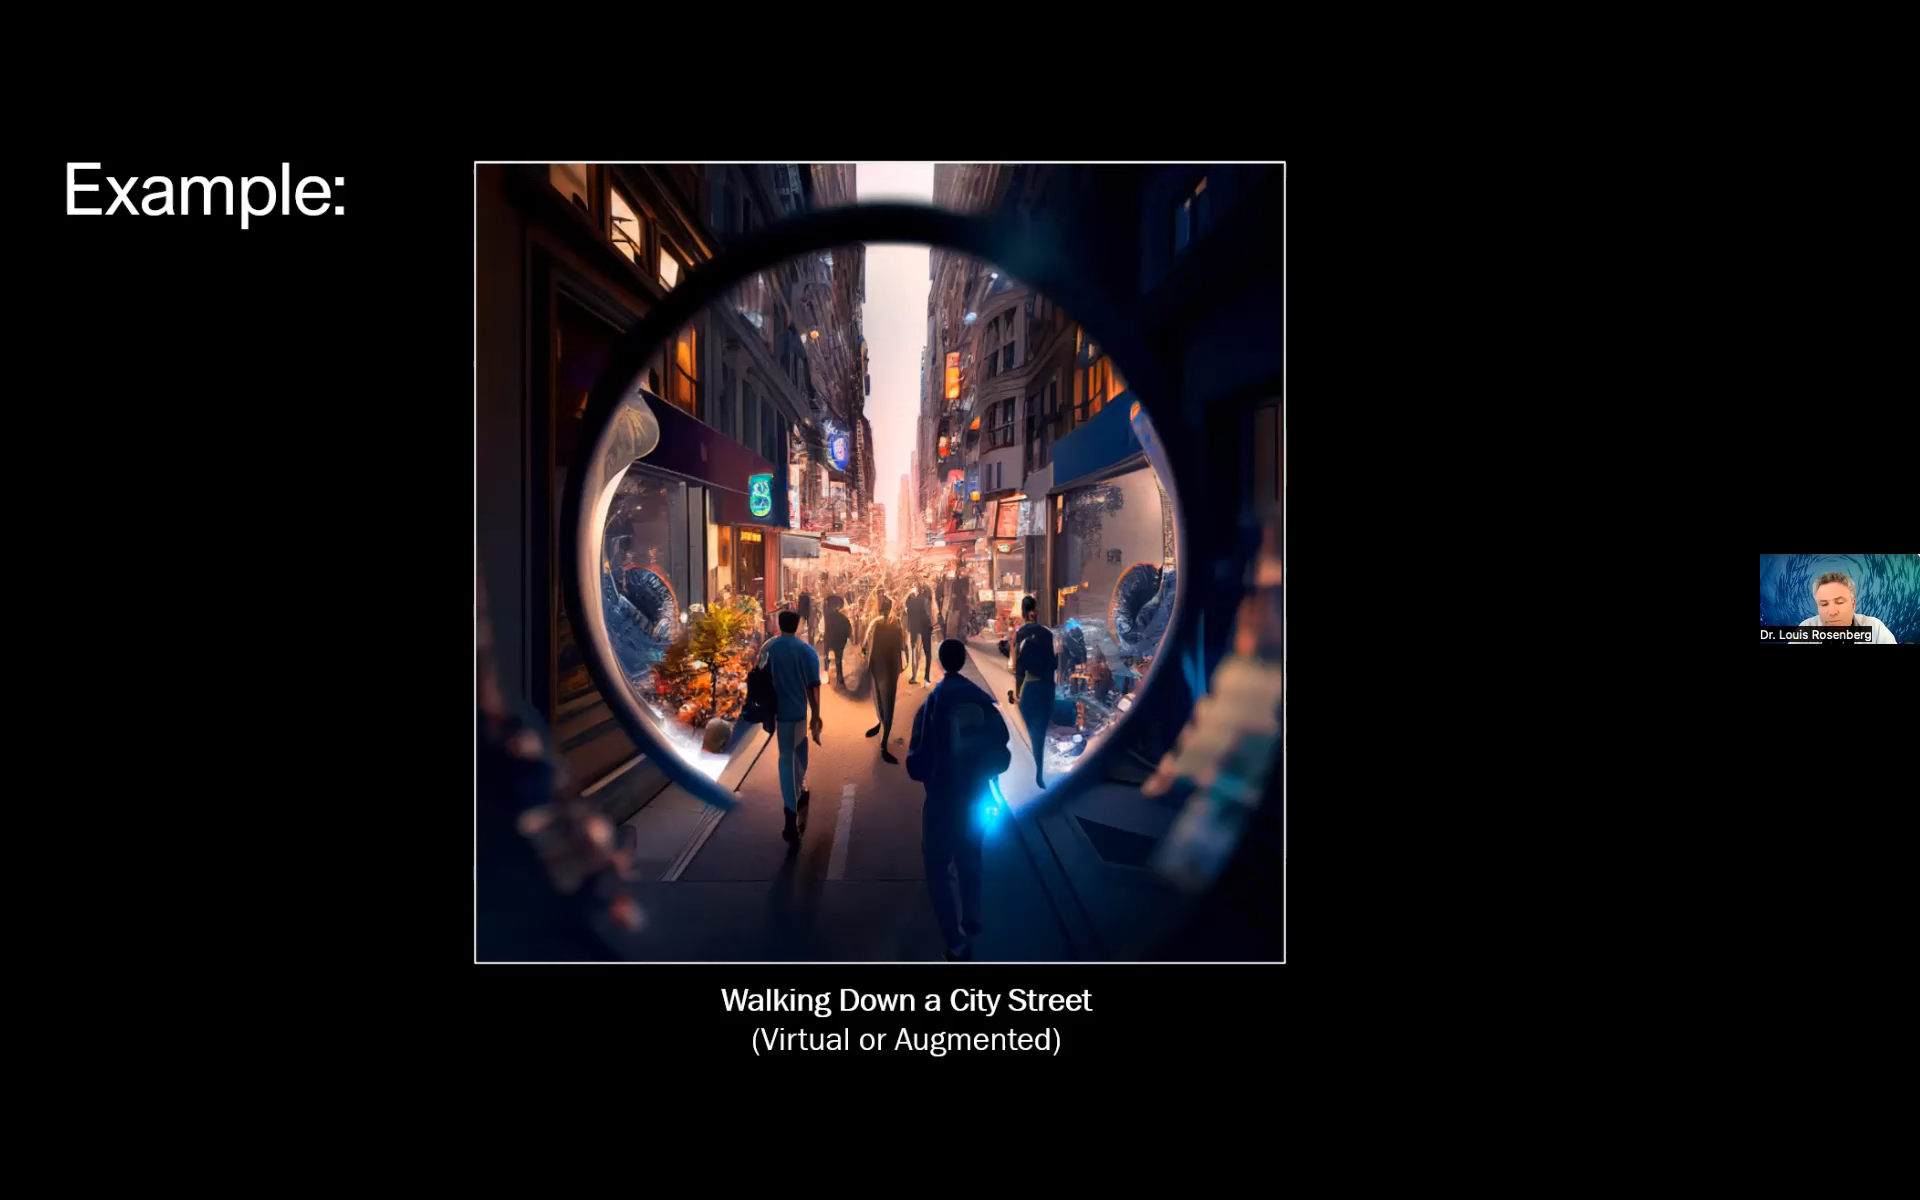 Example:
Walking Down a City Street
(Virtual or Augmented)
Dr. Louis Rosenberg